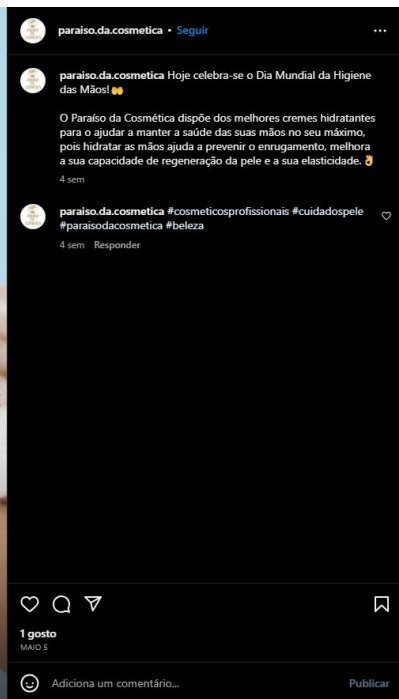 paraiso.da.cosmetica • Seguir
paraiso.da.cosmetica Hoje celebra-se o Dia Mundial da Higiene
das Mãos!👐
O Paraíso da Cosmética dispõe dos melhores cremes hidratantes
para o ajudar a manter a saúde das suas mãos no seu máximo,
pois hidratar as mãos ajuda a prevenir o enrugamento, melhora
a sua capacidade de regeneração da pele e a sua elasticidade.👌
4 sem
paraiso.da.cosmetica #cosmeticosprofissionais #cuidadospele
#paraisodacosmetica #beleza
4 sem Responder
1 gosto
MAIO 5
Adiciona um comentário... Publicar